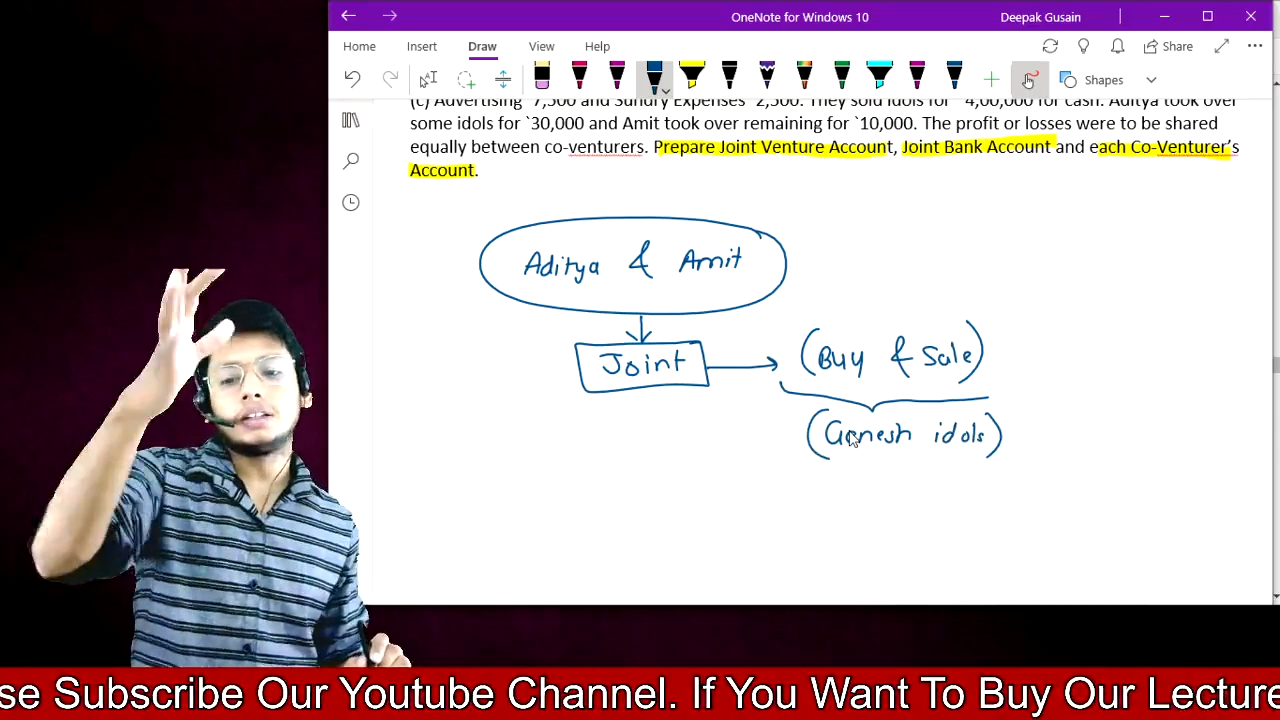 OneNote for Windows 10
Deepak Gusain
Home Insert Draw View Help
Share
Shapes
(c) Advertising `7,500 and Sundry Expenses `2,500. They sold idols for ` 4,00,000 for cash. Aditya took over
some idols for `30,000 and Amit took over remaining for `10,000. The profit or losses were to be shared
equally between co-venturers. Prepare Joint Venture Account, Joint Bank Account and each Co-Venturer's
Account.
Aditya & Amit
Joint
(Buy & Sale)
(Ganesh idols)
se Subscribe Our Youtube Channel. If You Want To Buy Our Lecture